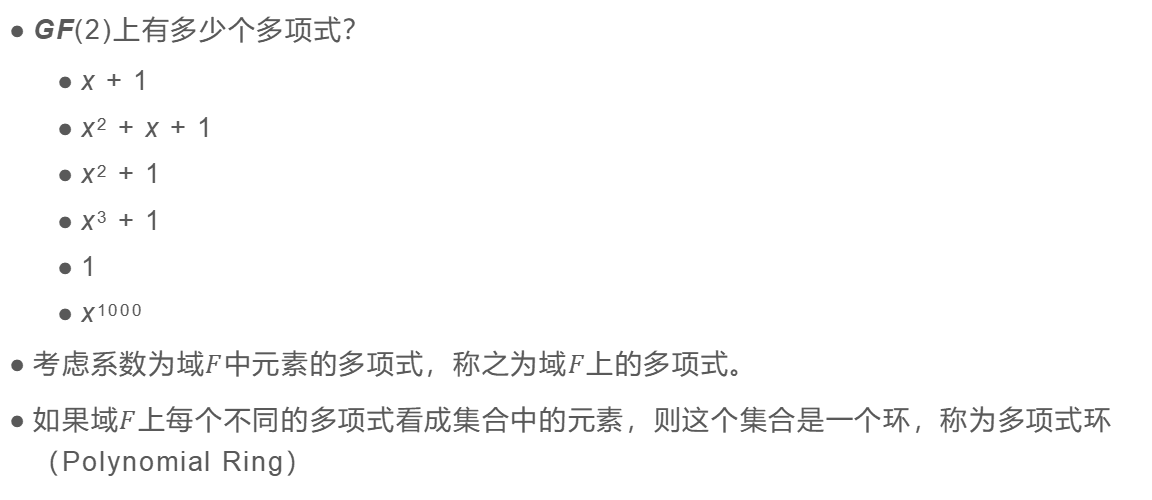 ● GF(2)上有多少个多项式？
● x + 1
● x² + x + 1
● x² + 1
● x³ + 1
● 1
● x¹⁰⁰⁰
● 考虑系数为域F中元素的多项式，称之为域F上的多项式。
● 如果域F上每个不同的多项式看成集合中的元素，则这个集合是一个环，称为多项式环
（Polynomial Ring）